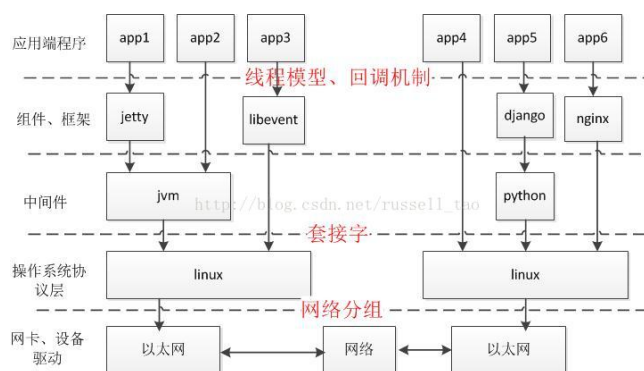 应用端程序 app1 app2 app3 app4 app5 app6
线程模型、回调机制
组件、框架 jetty libevent django nginx
中间件 jvm python
http://blog.csdn.net/russell_tao
套接字
操作系统协
议层 linux linux
网络分组
网卡、设备
驱动 以太网 网络 以太网